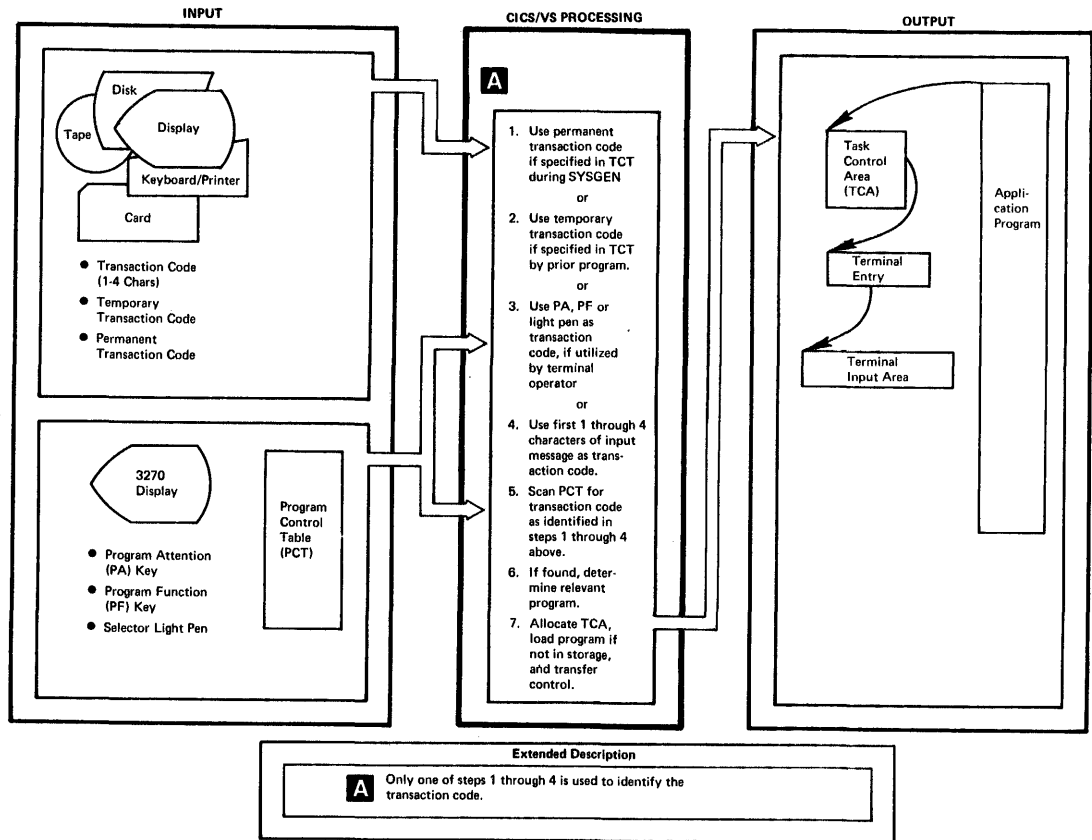 INPUT
Disk
Tape
Display
Keyboard/Printer
Card
● Transaction Code
(1-4 Chars)
● Temporary
Transaction Code
● Permanent
Transaction Code
3270
Display
Program
Control
Table
(PCT)
● Program Attention
(PA) Key
● Program Function
(PF) Key
● Selector Light Pen
CICS/VS PROCESSING
A
1. Use permanent
transaction code
if specified in TCT
during SYSGEN
or
2. Use temporary
transaction code
if specified in TCT
by prior program.
or
3. Use PA, PF or
light pen as
transaction
code, if utilized
by terminal
operator
or
4. Use first 1 through 4
characters of input
message as trans-
action code.
5. Scan PCT for
transaction code
as identified in
steps 1 through 4
above.
6. If found, deter-
mine relevant
program.
7. Allocate TCA,
load program if
not in storage,
and transfer
control.
OUTPUT
Task
Control
Area
(TCA)
Appli-
cation
Program
Terminal
Entry
Terminal
Input Area
Extended Description
A Only one of steps 1 through 4 is used to identify the
transaction code.